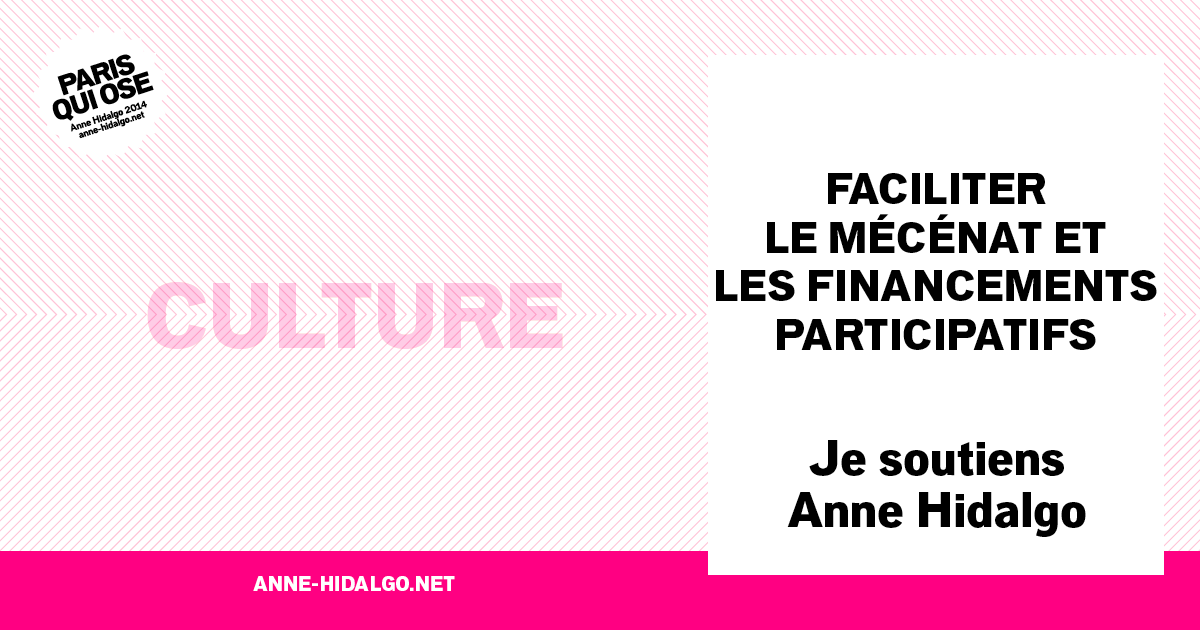 PARIS
QUI OSE
Anne Hidalgo 2014
anne-hidalgo.net
CULTURE
FACILITER
LE MÉCÉNAT ET
LES FINANCEMENTS
PARTICIPATIFS
Je soutiens
Anne Hidalgo
ANNE-HIDALGO.NET